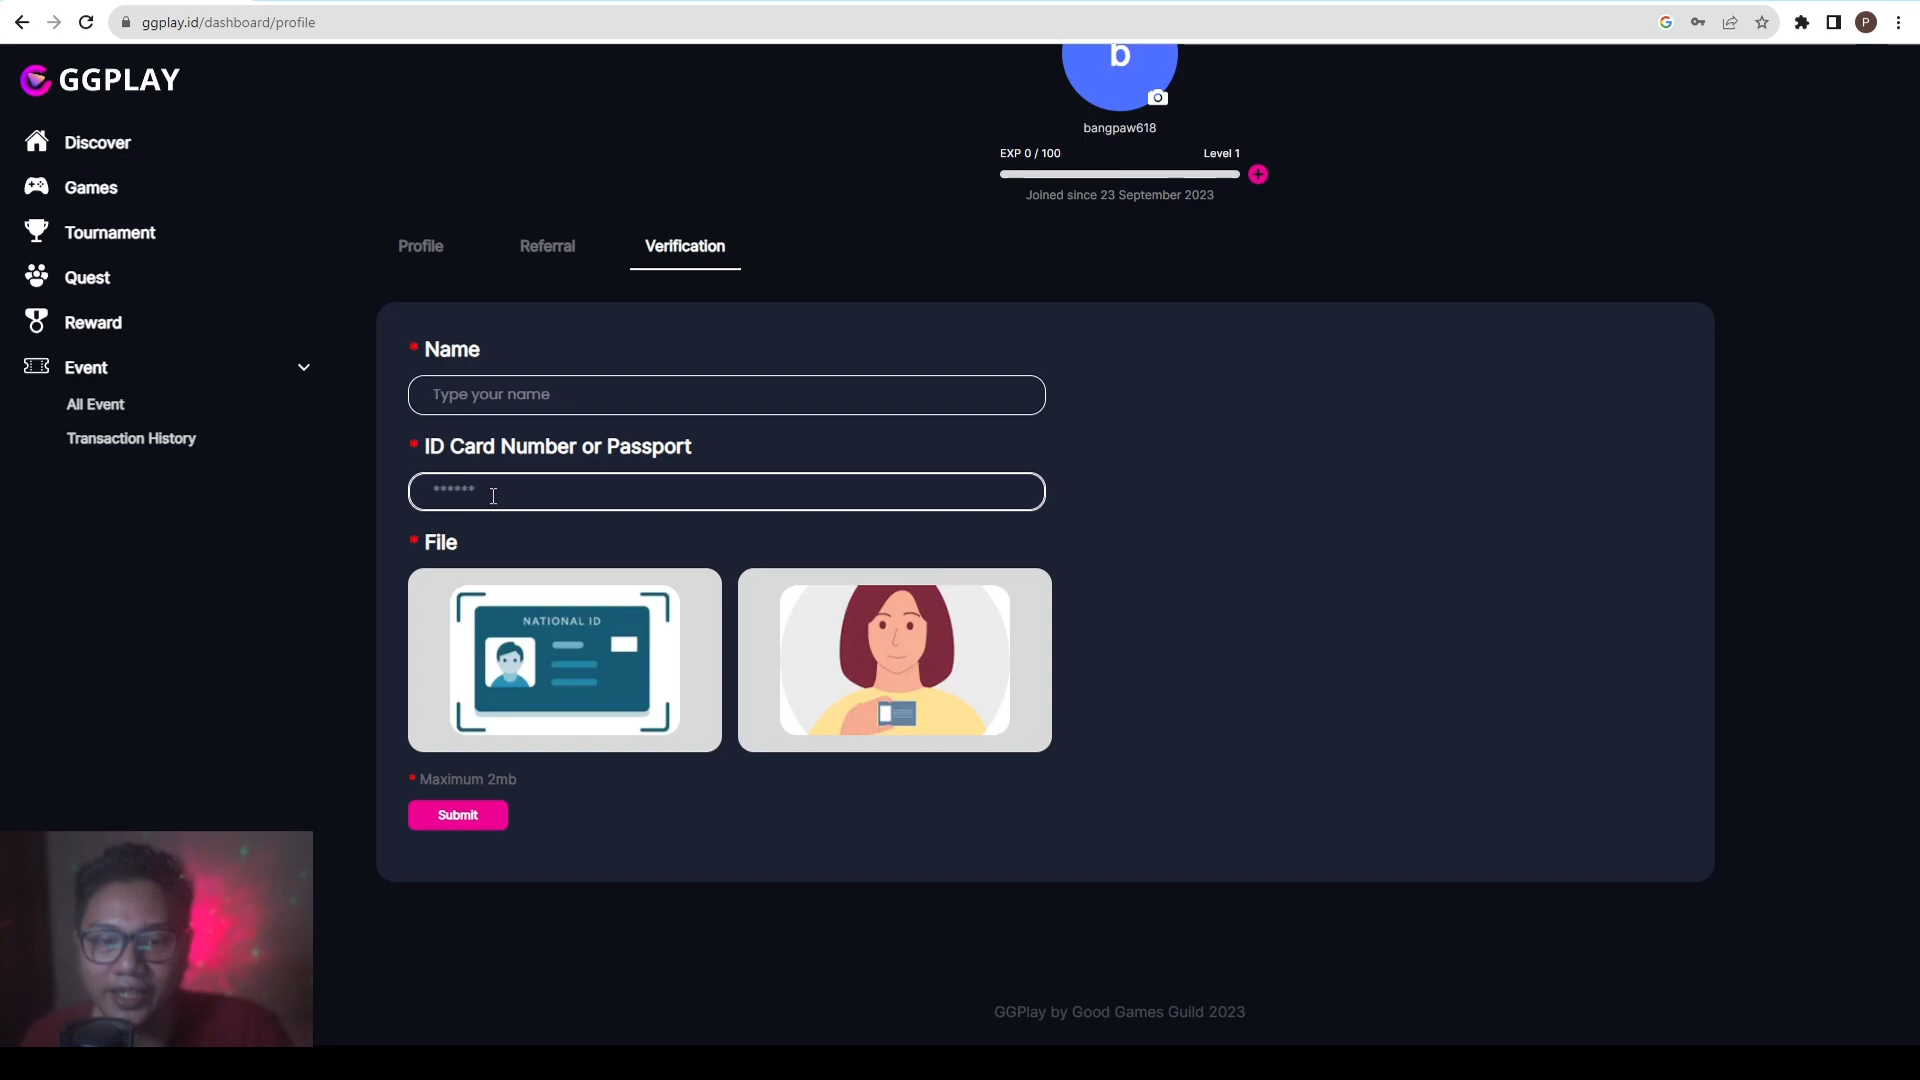 ggplay.id/dashboard/profile
P
GGPLAY
b
bangpaw618
EXP 0 / 100
Level 1
Joined since 23 September 2023
Discover
Games
Tournament
Quest
Reward
Event
All Event
Transaction History
Profile
Referral
Verification
* Name
Type your name
* ID Card Number or Passport
******
* File
NATIONAL ID
* Maximum 2mb
Submit
GGPlay by Good Games Guild 2023